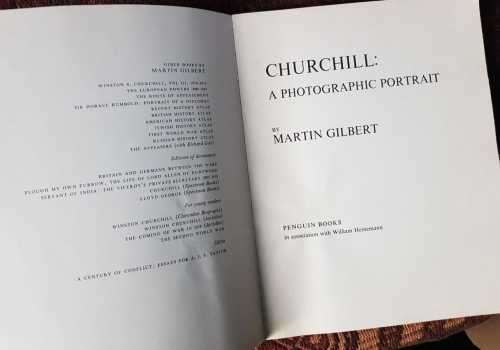 OTHER BOOKS BY
MARTIN GILBERT
WINSTON S. CHURCHILL, VOL III, 1914–1916
THE EUROPEAN POWERS 1900–1945
THE ROOTS OF APPEASEMENT
SIR HORACE RUMBOLD: PORTRAIT OF A DIPLOMAT
RECENT HISTORY ATLAS
BRITISH HISTORY ATLAS
AMERICAN HISTORY ATLAS
JEWISH HISTORY ATLAS
FIRST WORLD WAR ATLAS
RUSSIAN HISTORY ATLAS
THE APPEASERS (with Richard Gott)
Editions of documents
BRITAIN AND GERMANY BETWEEN THE WARS
PLOUGH MY OWN FURROW, THE LIFE OF LORD ALLEN OF HURTWOOD
SERVANT OF INDIA: THE VICEROY'S PRIVATE SECRETARY
CHURCHILL (Spectrum Books)
LLOYD GEORGE (Spectrum Books)
For young readers
WINSTON CHURCHILL (Clarendon Biography)
WINSTON CHURCHILL (Jackdaw)
THE COMING OF WAR IN 1939 (Jackdaw)
THE SECOND WORLD WAR
Editor
A CENTURY OF CONFLICT: ESSAYS FOR A. J. P. TAYLOR
CHURCHILL:
A PHOTOGRAPHIC PORTRAIT
BY
MARTIN GILBERT
PENGUIN BOOKS
in association with William Heinemann